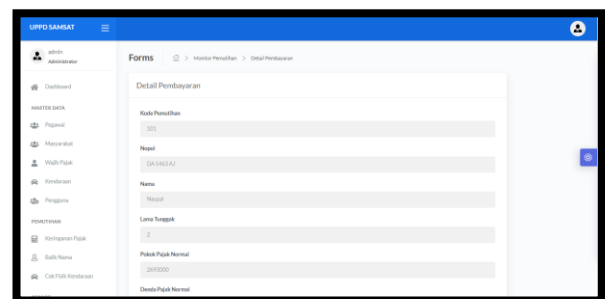 UPPD SAMSAT
admin
Administrator
Dashboard
MASTER DATA
Pegawai
Masyarakat
Wajib Pajak
Kendaraan
Pengguna
PEMUTIHAN
Keringanan Pajak
Balik Nama
Cek Fisik Kendaraan
Forms > Monitor Pemutihan > Detail Pembayaran
Detail Pembayaran
Kode Pemutihan
101
Nopol
DA 5463 AJ
Nama
Naspal
Lama Tunggak
2
Pokok Pajak Normal
2693000
Denda Pajak Normal